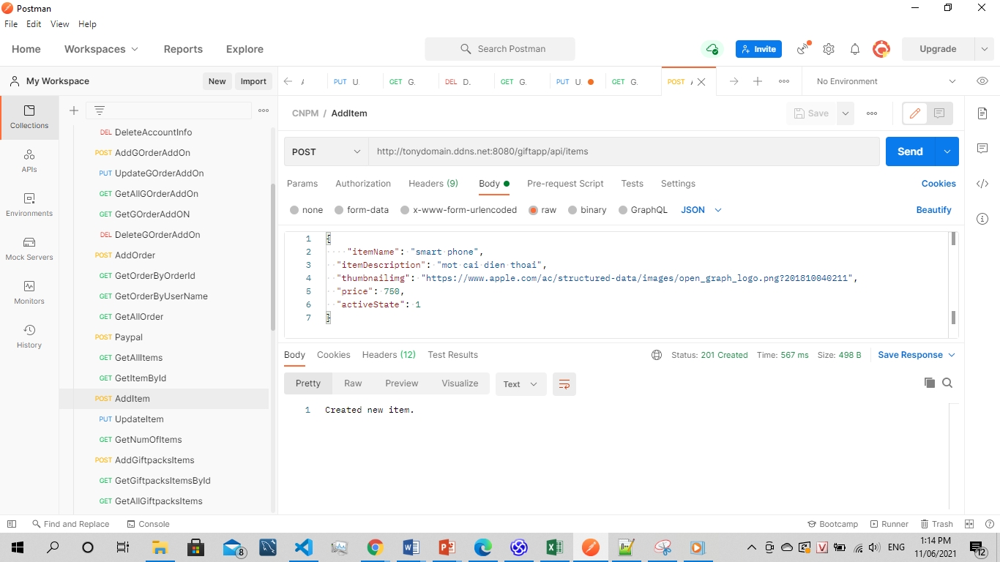 Postman
File Edit View Help
Home Workspaces Reports Explore Search Postman Invite Upgrade
My Workspace New Import PUT U. GET G. DEL D. GET G. PUT U. GET G. POST No Environment
Collections
APIs
Environments
Mock Servers
Monitors
History
DEL DeleteAccountInfo
POST AddGOrderAddOn
PUT UpdateGOrderAddOn
GET GetAllGOrderAddOn
GET GetGOrderAddON
DEL DeleteGOrderAddOn
POST AddOrder
GET GetOrderByOrderId
GET GetOrderByUserName
GET GetAllOrder
POST Paypal
GET GetAllItems
GET GetItemById
POST AddItem
PUT UpdateItem
GET GetNumOfItems
POST AddGiftpacksItems
GET GetGiftpacksItemsById
GET GetAllGiftpacksItems
CNPM / AddItem Save
POST http://tonydomain.ddns.net:8080/giftapp/api/items Send
Params Authorization Headers (9) Body Pre-request Script Tests Settings Cookies
none form-data x-www-form-urlencoded raw binary GraphQL JSON Beautify
1 {
2 "itemName": "smart phone",
3 "itemDescription": "mot cai dien thoai",
4 "thumbnailimg": "https://www.apple.com/ac/structured-data/images/open_graph_logo.png?201810040211",
5 "price": 750,
6 "activeState": 1
7 }
Body Cookies Headers (12) Test Results Status: 201 Created Time: 567 ms Size: 498 B Save Response
Pretty Raw Preview Visualize Text
1 Created new item.
Find and Replace Console Bootcamp Runner Trash
8 ENG 1:14 PM
11/06/2021 12